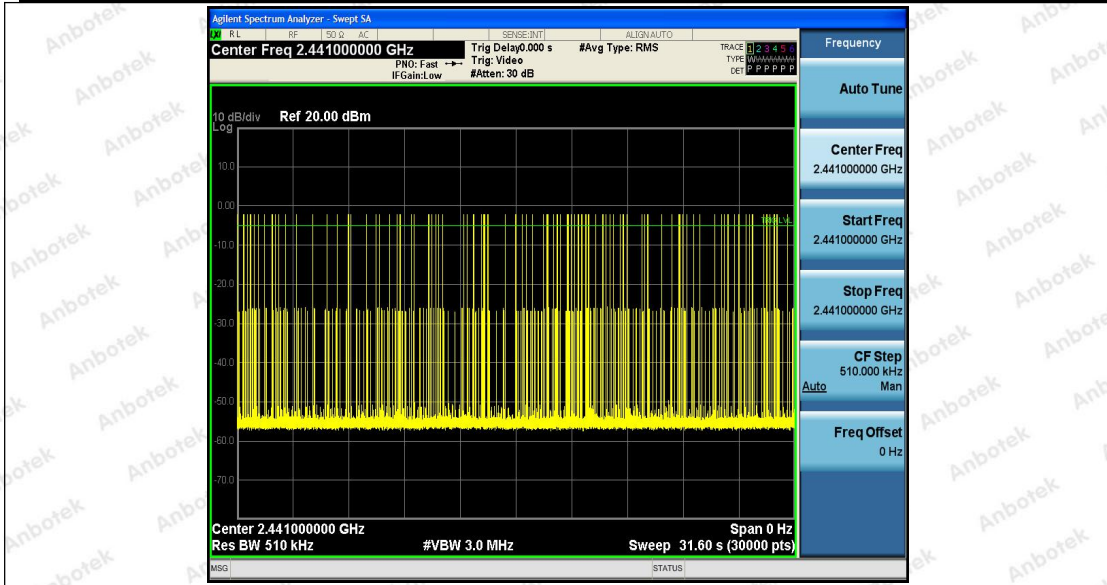 Agilent Spectrum Analyzer - Swept SA
LXI RL RF 50 Ω AC SENSE:INT ALIGNAUTO
Center Freq 2.441000000 GHz
PNO: Fast
IFGain:Low
Trig Delay0.000 s
Trig: Video
#Atten: 30 dB
#Avg Type: RMS
TRACE 1 2 3 4 5 6
TYPE
DET P P P P P P
Frequency
Auto Tune
Center Freq
2.441000000 GHz
Start Freq
2.441000000 GHz
Stop Freq
2.441000000 GHz
CF Step
510.000 kHz
Auto Man
Freq Offset
0 Hz
10 dB/div Ref 20.00 dBm
Log
10.0
0.00
-10.0
-20.0
-30.0
-40.0
-50.0
-60.0
-70.0
Center 2.441000000 GHz Span 0 Hz
Res BW 510 kHz #VBW 3.0 MHz Sweep 31.60 s (30000 pts)
MSG STATUS
Anbotek